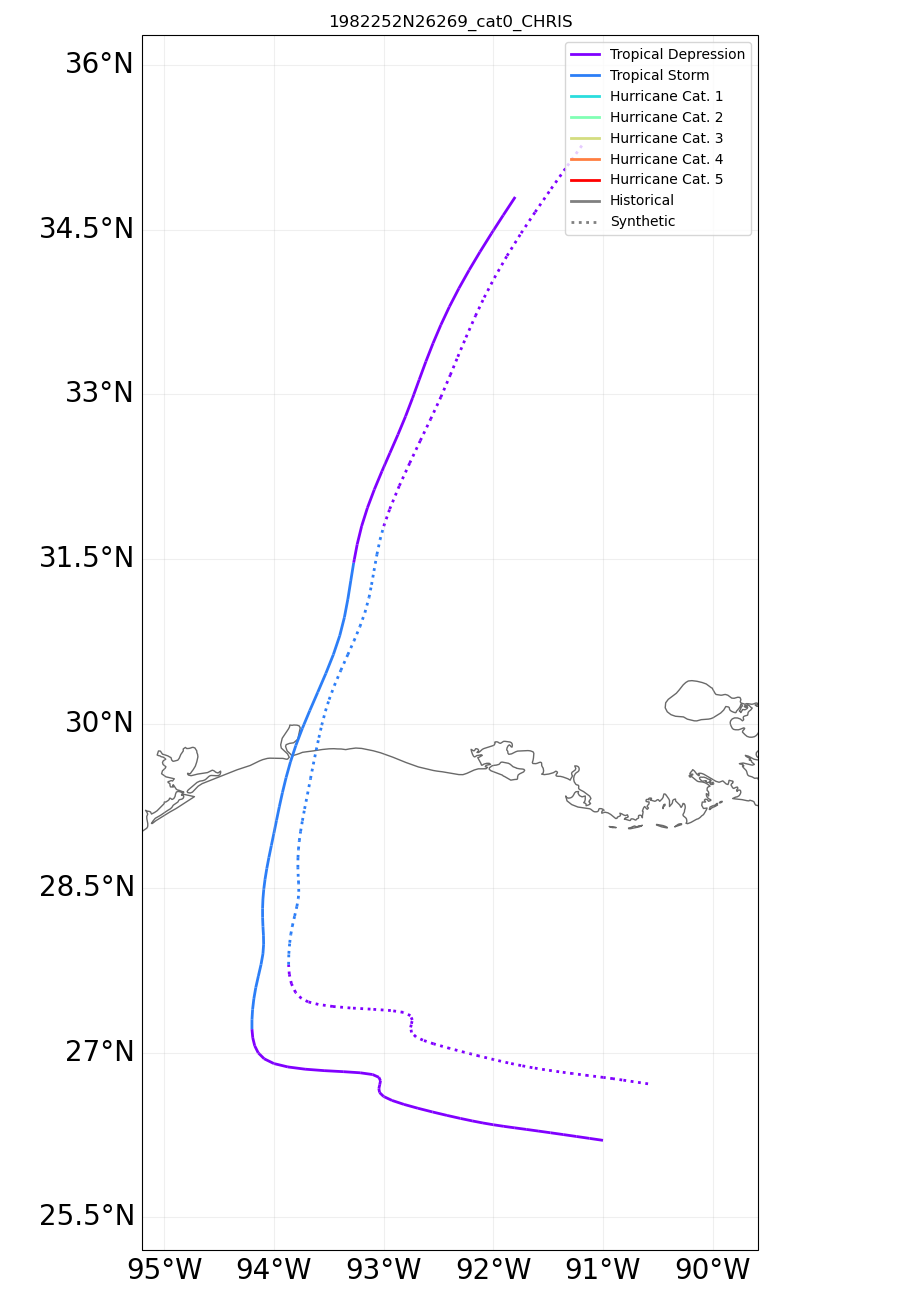 1982252N26269_cat0_CHRIS
Tropical Depression
Tropical Storm
Hurricane Cat. 1
Hurricane Cat. 2
Hurricane Cat. 3
Hurricane Cat. 4
Hurricane Cat. 5
Historical
Synthetic
36°N
34.5°N
33°N
31.5°N
30°N
28.5°N
27°N
25.5°N
95°W 94°W 93°W 92°W 91°W 90°W